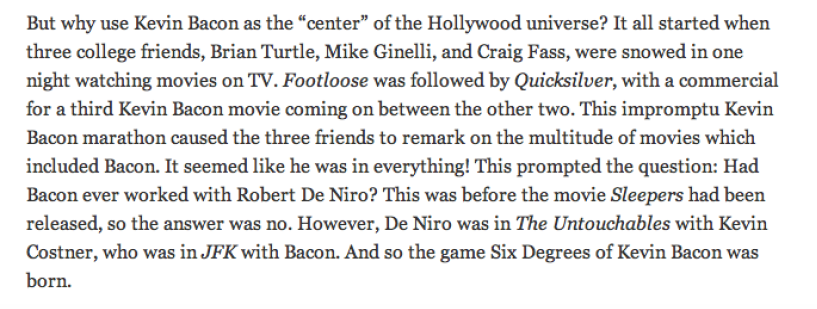 But why use Kevin Bacon as the “center” of the Hollywood universe? It all started when
three college friends, Brian Turtle, Mike Ginelli, and Craig Fass, were snowed in one
night watching movies on TV. Footloose was followed by Quicksilver, with a commercial
for a third Kevin Bacon movie coming on between the other two. This impromptu Kevin
Bacon marathon caused the three friends to remark on the multitude of movies which
included Bacon. It seemed like he was in everything! This prompted the question: Had
Bacon ever worked with Robert De Niro? This was before the movie Sleepers had been
released, so the answer was no. However, De Niro was in The Untouchables with Kevin
Costner, who was in JFK with Bacon. And so the game Six Degrees of Kevin Bacon was
born.